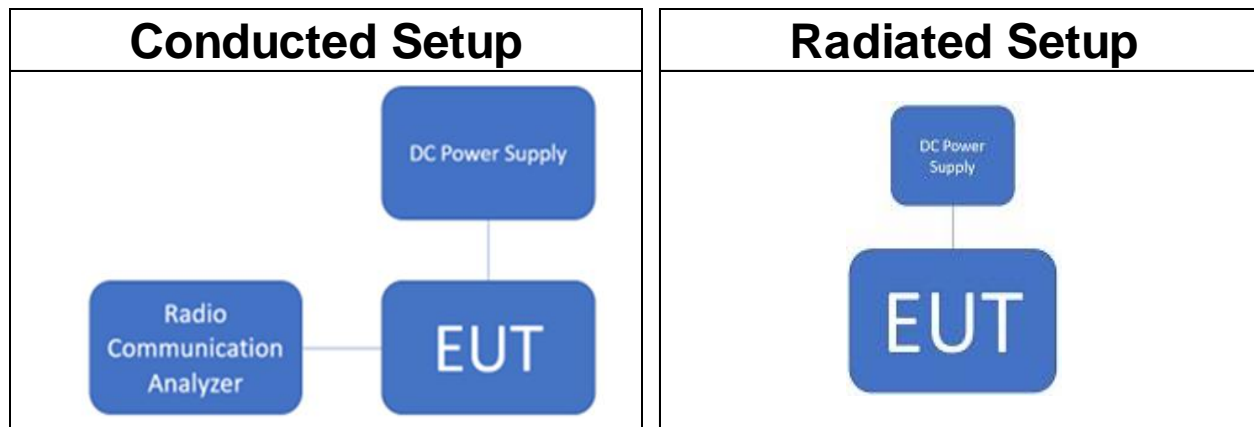 Conducted Setup
DC Power Supply
Radio
Communication
Analyzer
EUT
Radiated Setup
DC Power
Supply
EUT